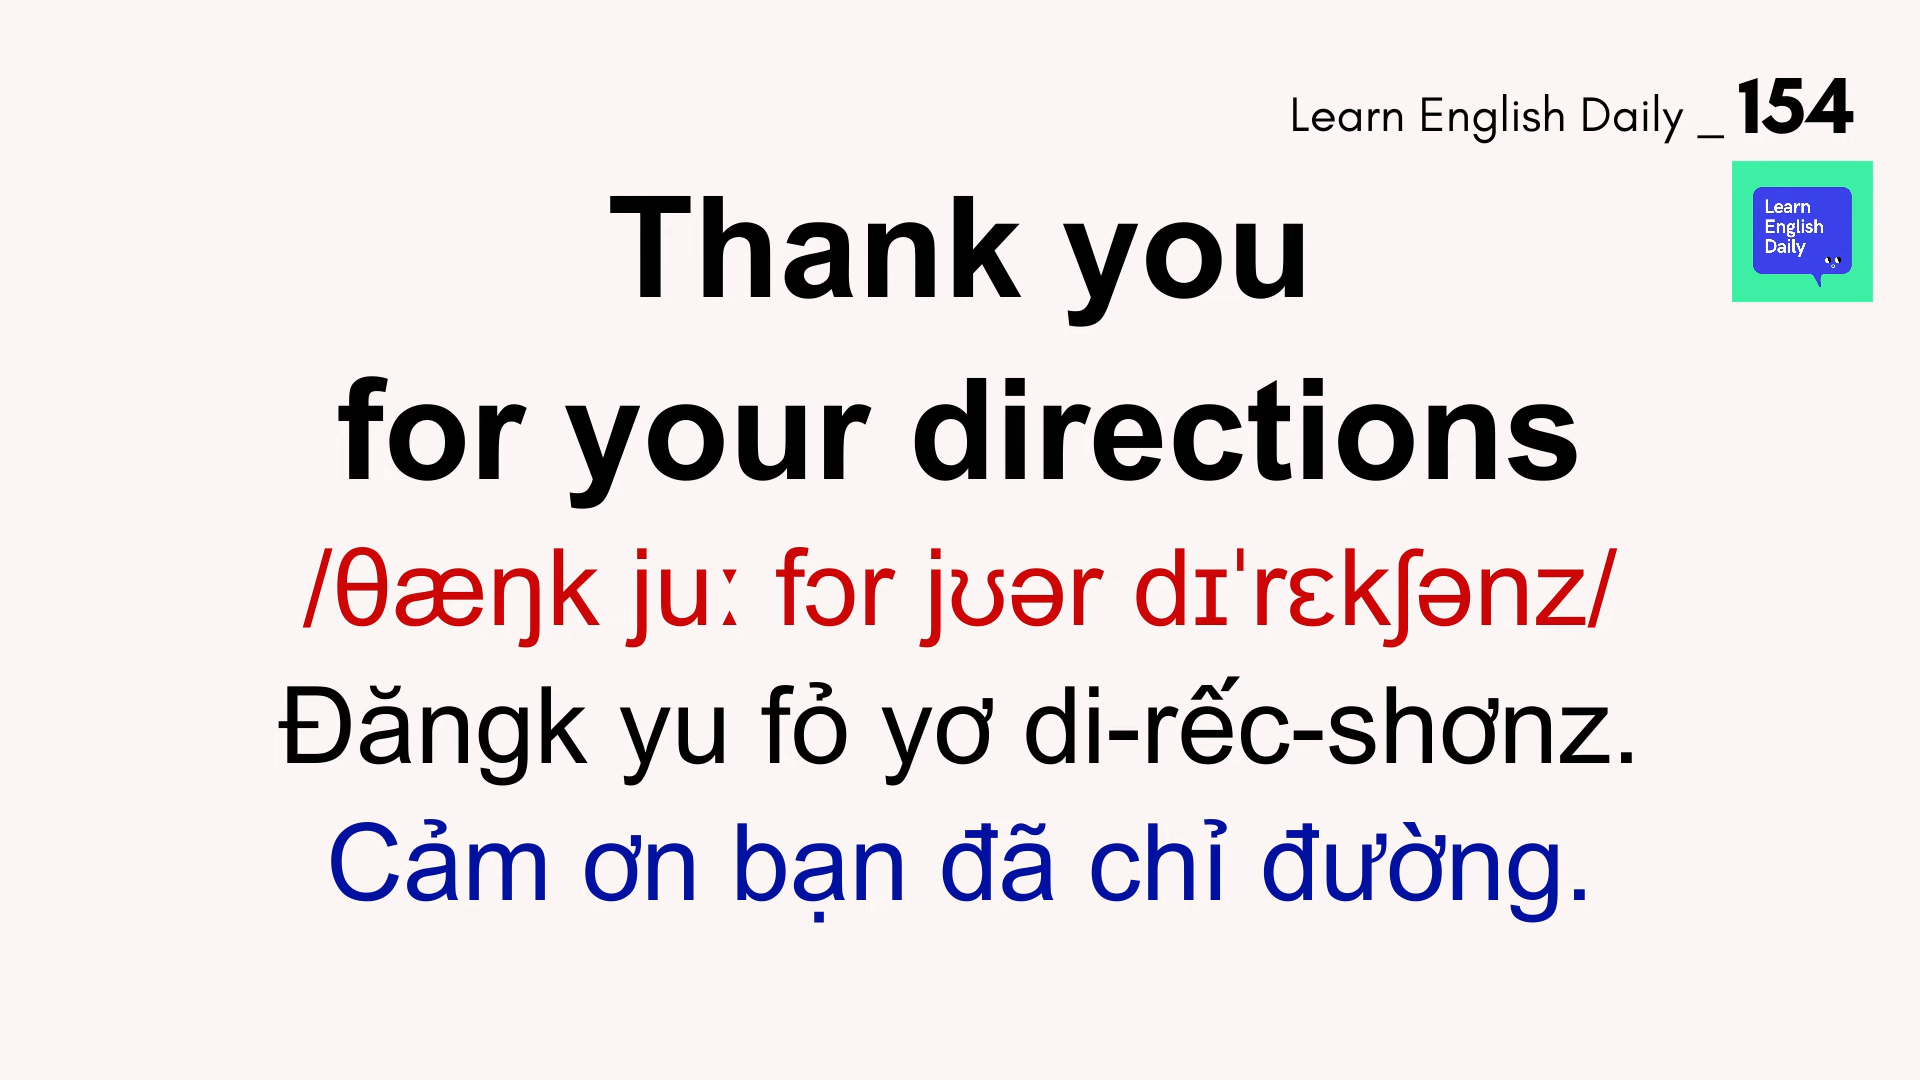 Learn English Daily _ 154
Learn
English
Daily
Thank you
for your directions
/θæŋk juː fɔr jʊər dɪˈrɛkʃənz/
Đăngk yu fỏ yơ di-rếc-shơnz.
Cảm ơn bạn đã chỉ đường.